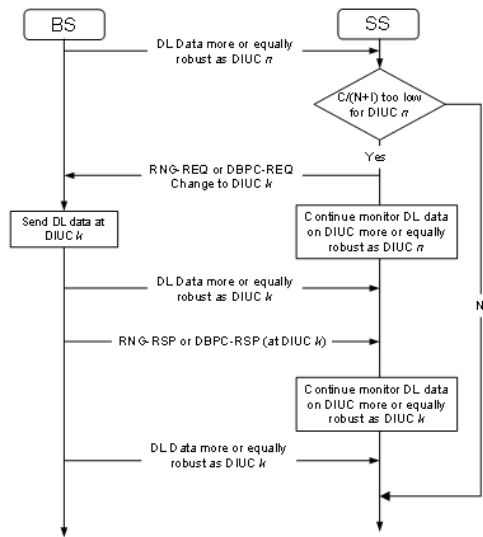 BS
SS
DL Data more or equally
robust as DIUC n
C/(N+I) too low
for DIUC n
Yes
RNG-REQ or DBPC-REQ
Change to DIUC k
Send DL data at
DIUC k
Continue monitor DL data
on DIUC more or equally
robust as DIUC n
DL Data more or equally
robust as DIUC k
N
RNG-RSP or DBPC-RSP (at DIUC k)
Continue monitor DL data
on DIUC more or equally
robust as DIUC k
DL Data more or equally
robust as DIUC k